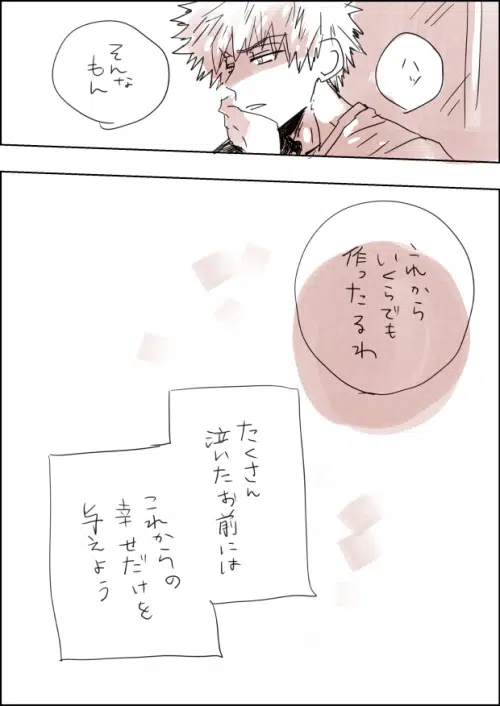 ハッ
そんな
もん
これから
いくらでも
作ったるわ
たくさん
泣いたお前には
これからの
幸せだけを
与えよう